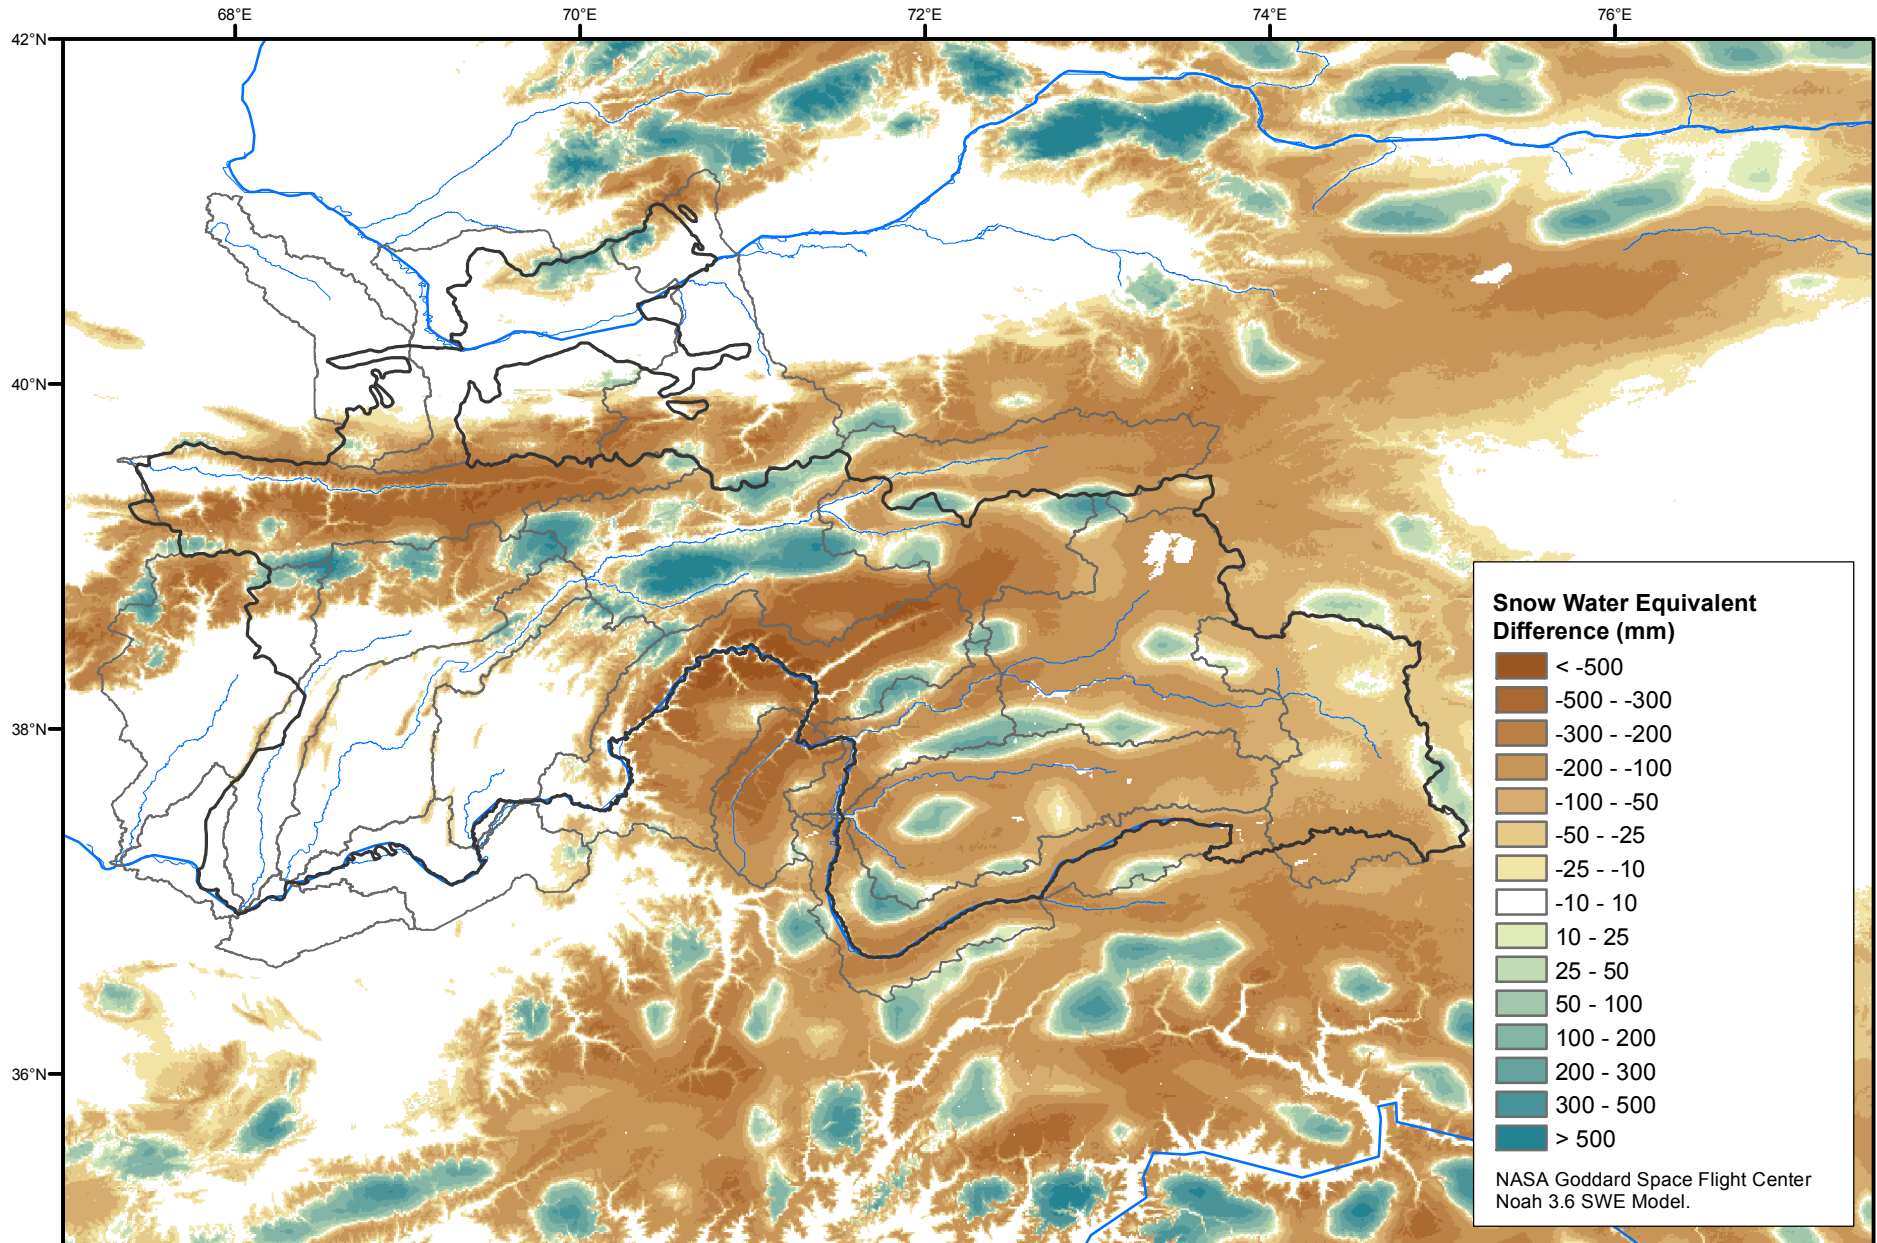 68°E
70°E
72°E
74°E
76°E
42°N
40°N
38°N
36°N
Snow Water Equivalent
Difference (mm)
< -500
-500 - -300
-300 - -200
-200 - -100
-100 - -50
-50 - -25
-25 - -10
-10 - 10
10 - 25
25 - 50
50 - 100
100 - 200
200 - 300
300 - 500
> 500
NASA Goddard Space Flight Center
Noah 3.6 SWE Model.